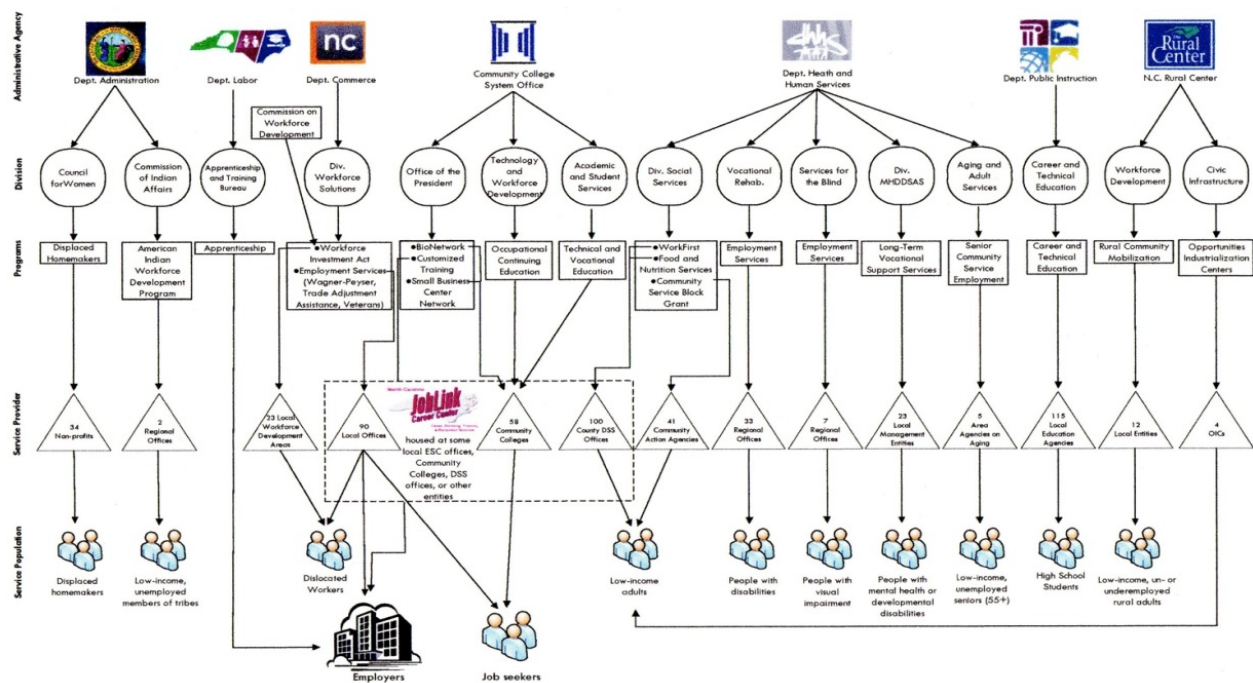 Administrative Agency
nc
The
Rural
Center
Dept. Administration
Dept. Labor
Dept. Commerce
Community College
System Office
Dept. Heath and
Human Services
Dept. Public Instruction
N.C. Rural Center
Commission on
Workforce
Development
Division
Council
forWomen
Commission
of Indian
Affairs
Apprenticeship
and Training
Bureau
Div.
Workforce
Solutions
Office of the
President
Technology
and
Workforce
Development
Academic
and Student
Services
Div. Social
Services
Vocational
Rehab.
Services for
the Blind
Div.
MHDDSAS
Aging and
Adult
Services
Career and
Technical
Education
Workforce
Development
Civic
Infrastructure
Programs
Displaced
Homemakers
American
Indian
Workforce
Development
Program
Apprenticeship
•Workforce
Investment Act
•Employment Services
(Wagner-Peyser,
Trade Adjustment
Assistance, Veterans)
•BioNetwork
•Customized
Training
•Small Business
Center
Network
Occupational
Continuing
Education
Technical and
Vocational
Education
•WorkFirst
•Food and
Nutrition Services
•Community
Service Block
Grant
Employment
Services
Employment
Services
Long-Term
Vocational
Support Services
Senior
Community
Service
Employment
Career and
Technical
Education
Rural Community
Mobilization
Opportunities
Industrialization
Centers
Service Provider
34
Non-profits
2
Regional
Offices
23 Local
Workforce
Development
Areas
90
Local Offices
North Carolina
JobLink
Career Center
housed at some
local ESC offices,
Community
Colleges, DSS
offices, or other
entities
58
Community
Colleges
100
County DSS
Offices
41
Community
Action Agencies
33
Regional
Offices
7
Regional
Offices
23
Local
Management
Entities
5
Area
Agencies on
Aging
115
Local
Education
Agencies
12
Local Entities
4
OICs
Service Population
Displaced
homemakers
Low-income,
unemployed
members of tribes
Dislocated
Workers
Low-income
adults
People with
disabilities
People with
visual
impairment
People with
mental health or
developmental
disabilities
Low-income,
unemployed
seniors (55+)
High School
Students
Low-income, un- or
underemployed
rural adults
Employers
Job seekers